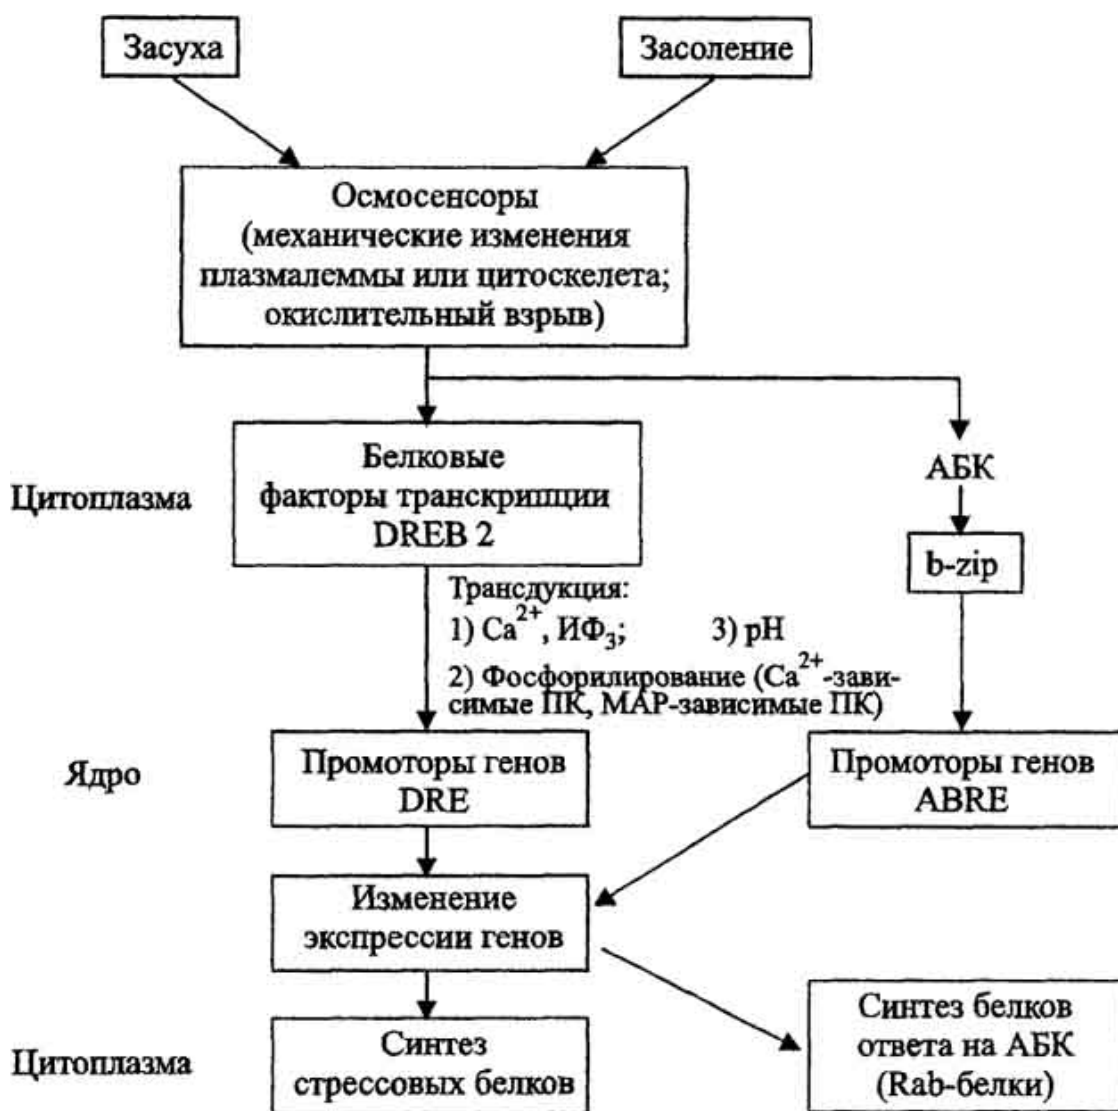 Засуха
Засоление
Осмосенсоры
(механические изменения
плазмалеммы или цитоскелета;
окислительный взрыв)
Цитоплазма
Белковые
факторы транскрипции
DREB 2
АБК
b-zip
Трансдукция:
1) Ca²⁺, ИФ₃; 3) pH
2) Фосфорилирование (Ca²⁺-зави-
симые ПК, МАР-зависимые ПК)
Ядро
Промоторы генов
DRE
Промоторы генов
ABRE
Изменение
экспрессии генов
Цитоплазма
Синтез
стрессовых белков
Синтез белков
ответа на АБК
(Rab-белки)